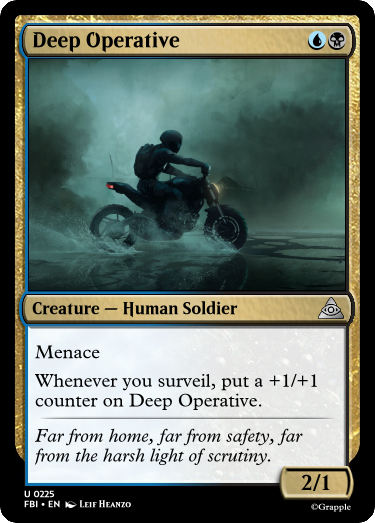 Deep Operative
Creature — Human Soldier
Menace
Whenever you surveil, put a +1/+1
counter on Deep Operative.
Far from home, far from safety, far
from the harsh light of scrutiny.
2/1
U 0225
FBI • EN Leif Heanzo
©Grapple